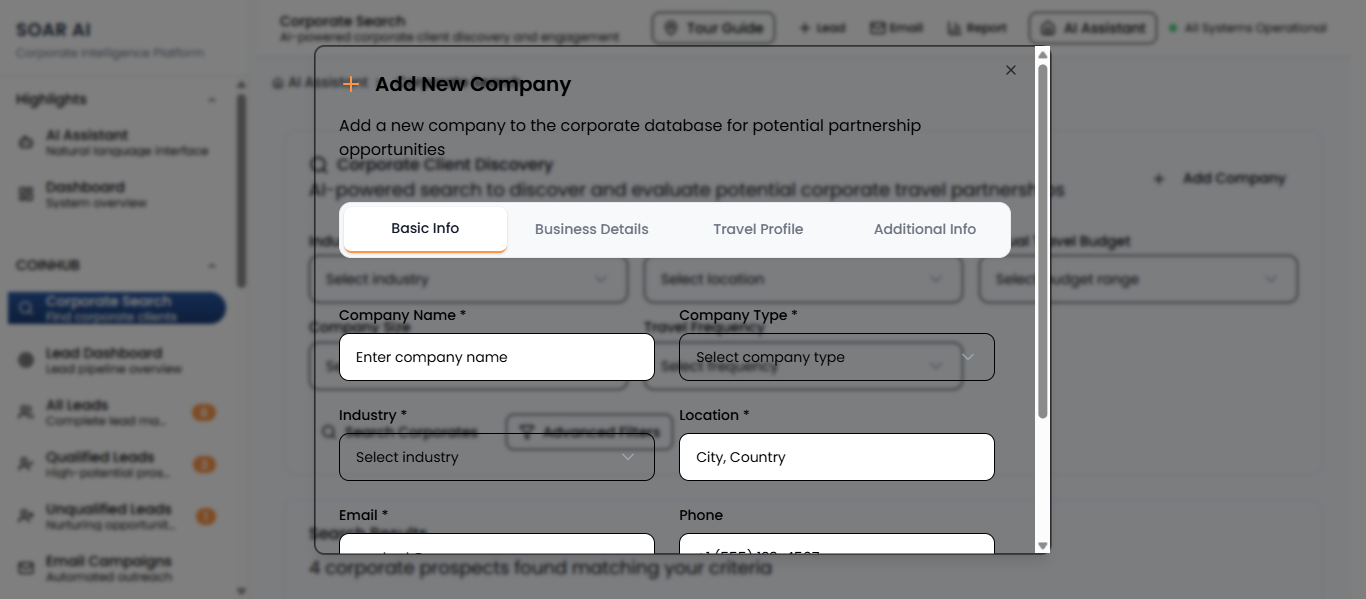 SOAR AI
Corporate Intelligence Platform
Highlights
AI Assistant
Natural language interface
Dashboard
System overview
COINHUB
Corporate Search
Find corporate clients
Lead Dashboard
Lead pipeline overview
All Leads
Complete lead ma...
Qualified Leads
High-potential pros...
Unqualified Leads
Nurturing opportunit...
Email Campaigns
Automated outreach
Corporate Search
AI-powered corporate client discovery and engagement
Tour Guide
Lead
Email
Report
AI Assistant
All Systems Operational
AI Assistant
Add New Company
Add a new company to the corporate database for potential partnership
opportunities
Corporate Client Discovery
AI-powered search to discover and evaluate potential corporate travel partnerships
Add Company
Basic Info
Business Details
Travel Profile
Additional Info
Travel Budget
Select industry
Select location
Select budget range
Company Name *
Company Type *
Company Size
Travel Frequency
Enter company name
Select company type
Select frequency
Industry *
Location *
Search Corporates
Advanced Filters
Select industry
City, Country
Email *
Phone
Search Results
4 corporate prospects found matching your criteria